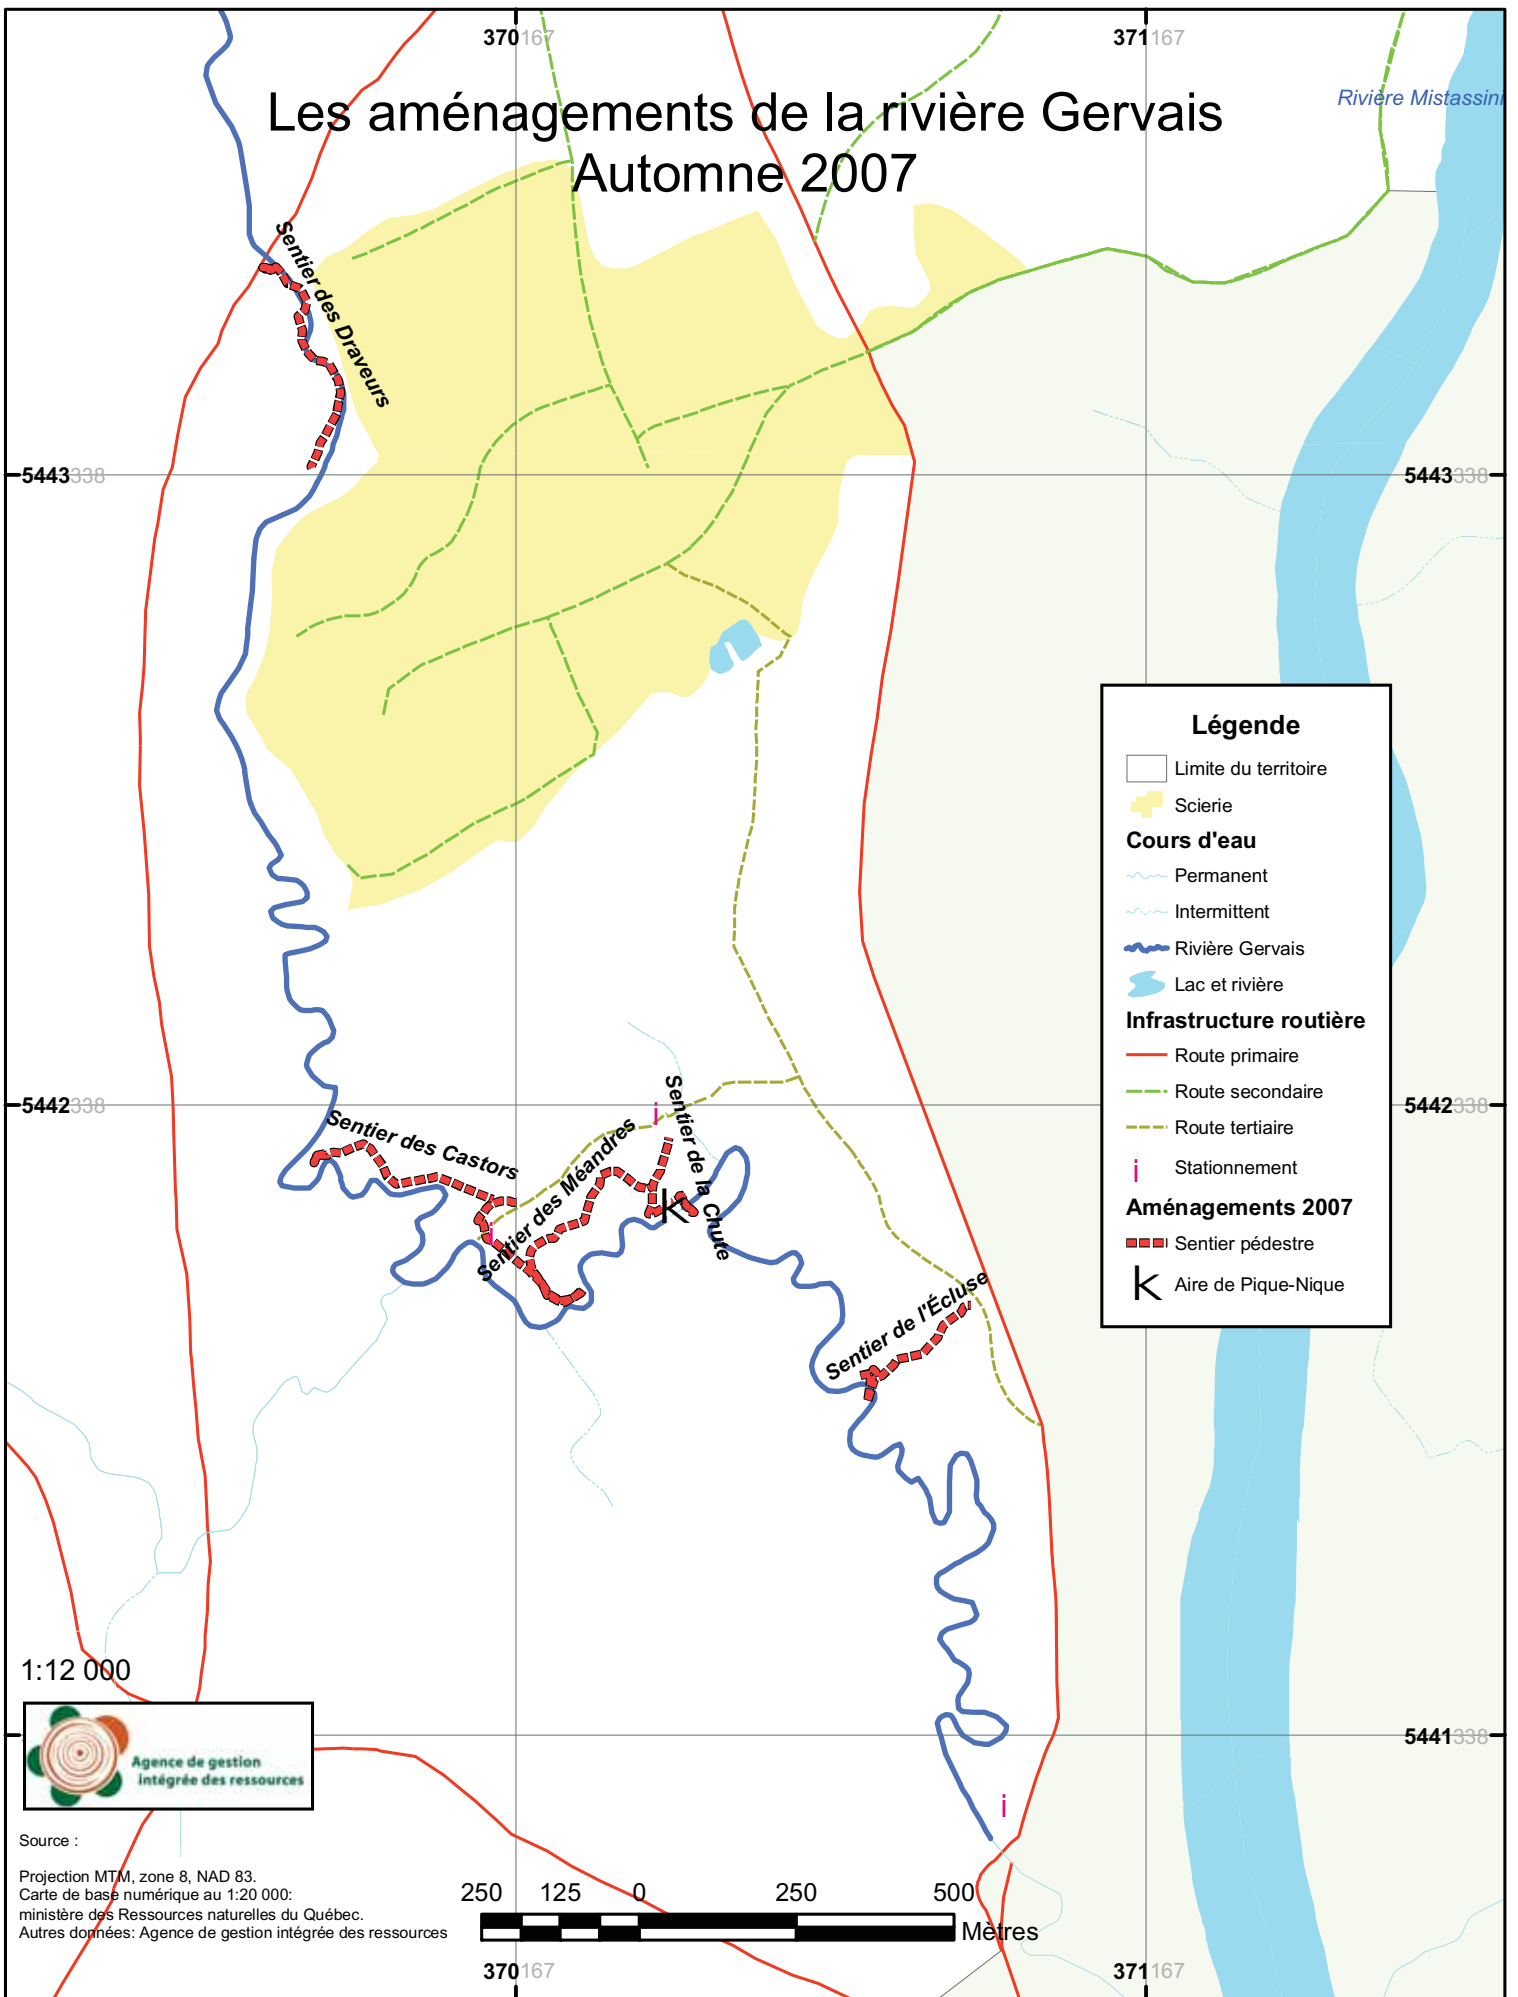 370167
371167
Les aménagements de la rivière Gervais
Automne 2007
Rivière Mistassini
Sentier des Draveurs
5443338
5443338
Légende
Limite du territoire
Scierie
Cours d'eau
Permanent
Intermittent
Rivière Gervais
Lac et rivière
Infrastructure routière
Route primaire
Route secondaire
Route tertiaire
i Stationnement
Aménagements 2007
Sentier pédestre
k Aire de Pique-Nique
5442338
5442338
Sentier des Castors
i
Sentier des Méandres
i
Sentier de la Chute
k
Sentier de l'Écluse
1:12 000
Agence de gestion
intégrée des ressources
5441338
i
Source :
Projection MTM, zone 8, NAD 83.
Carte de base numérique au 1:20 000:
ministère des Ressources naturelles du Québec.
Autres données: Agence de gestion intégrée des ressources
250 125 0 250 500
Mètres
370167
371167